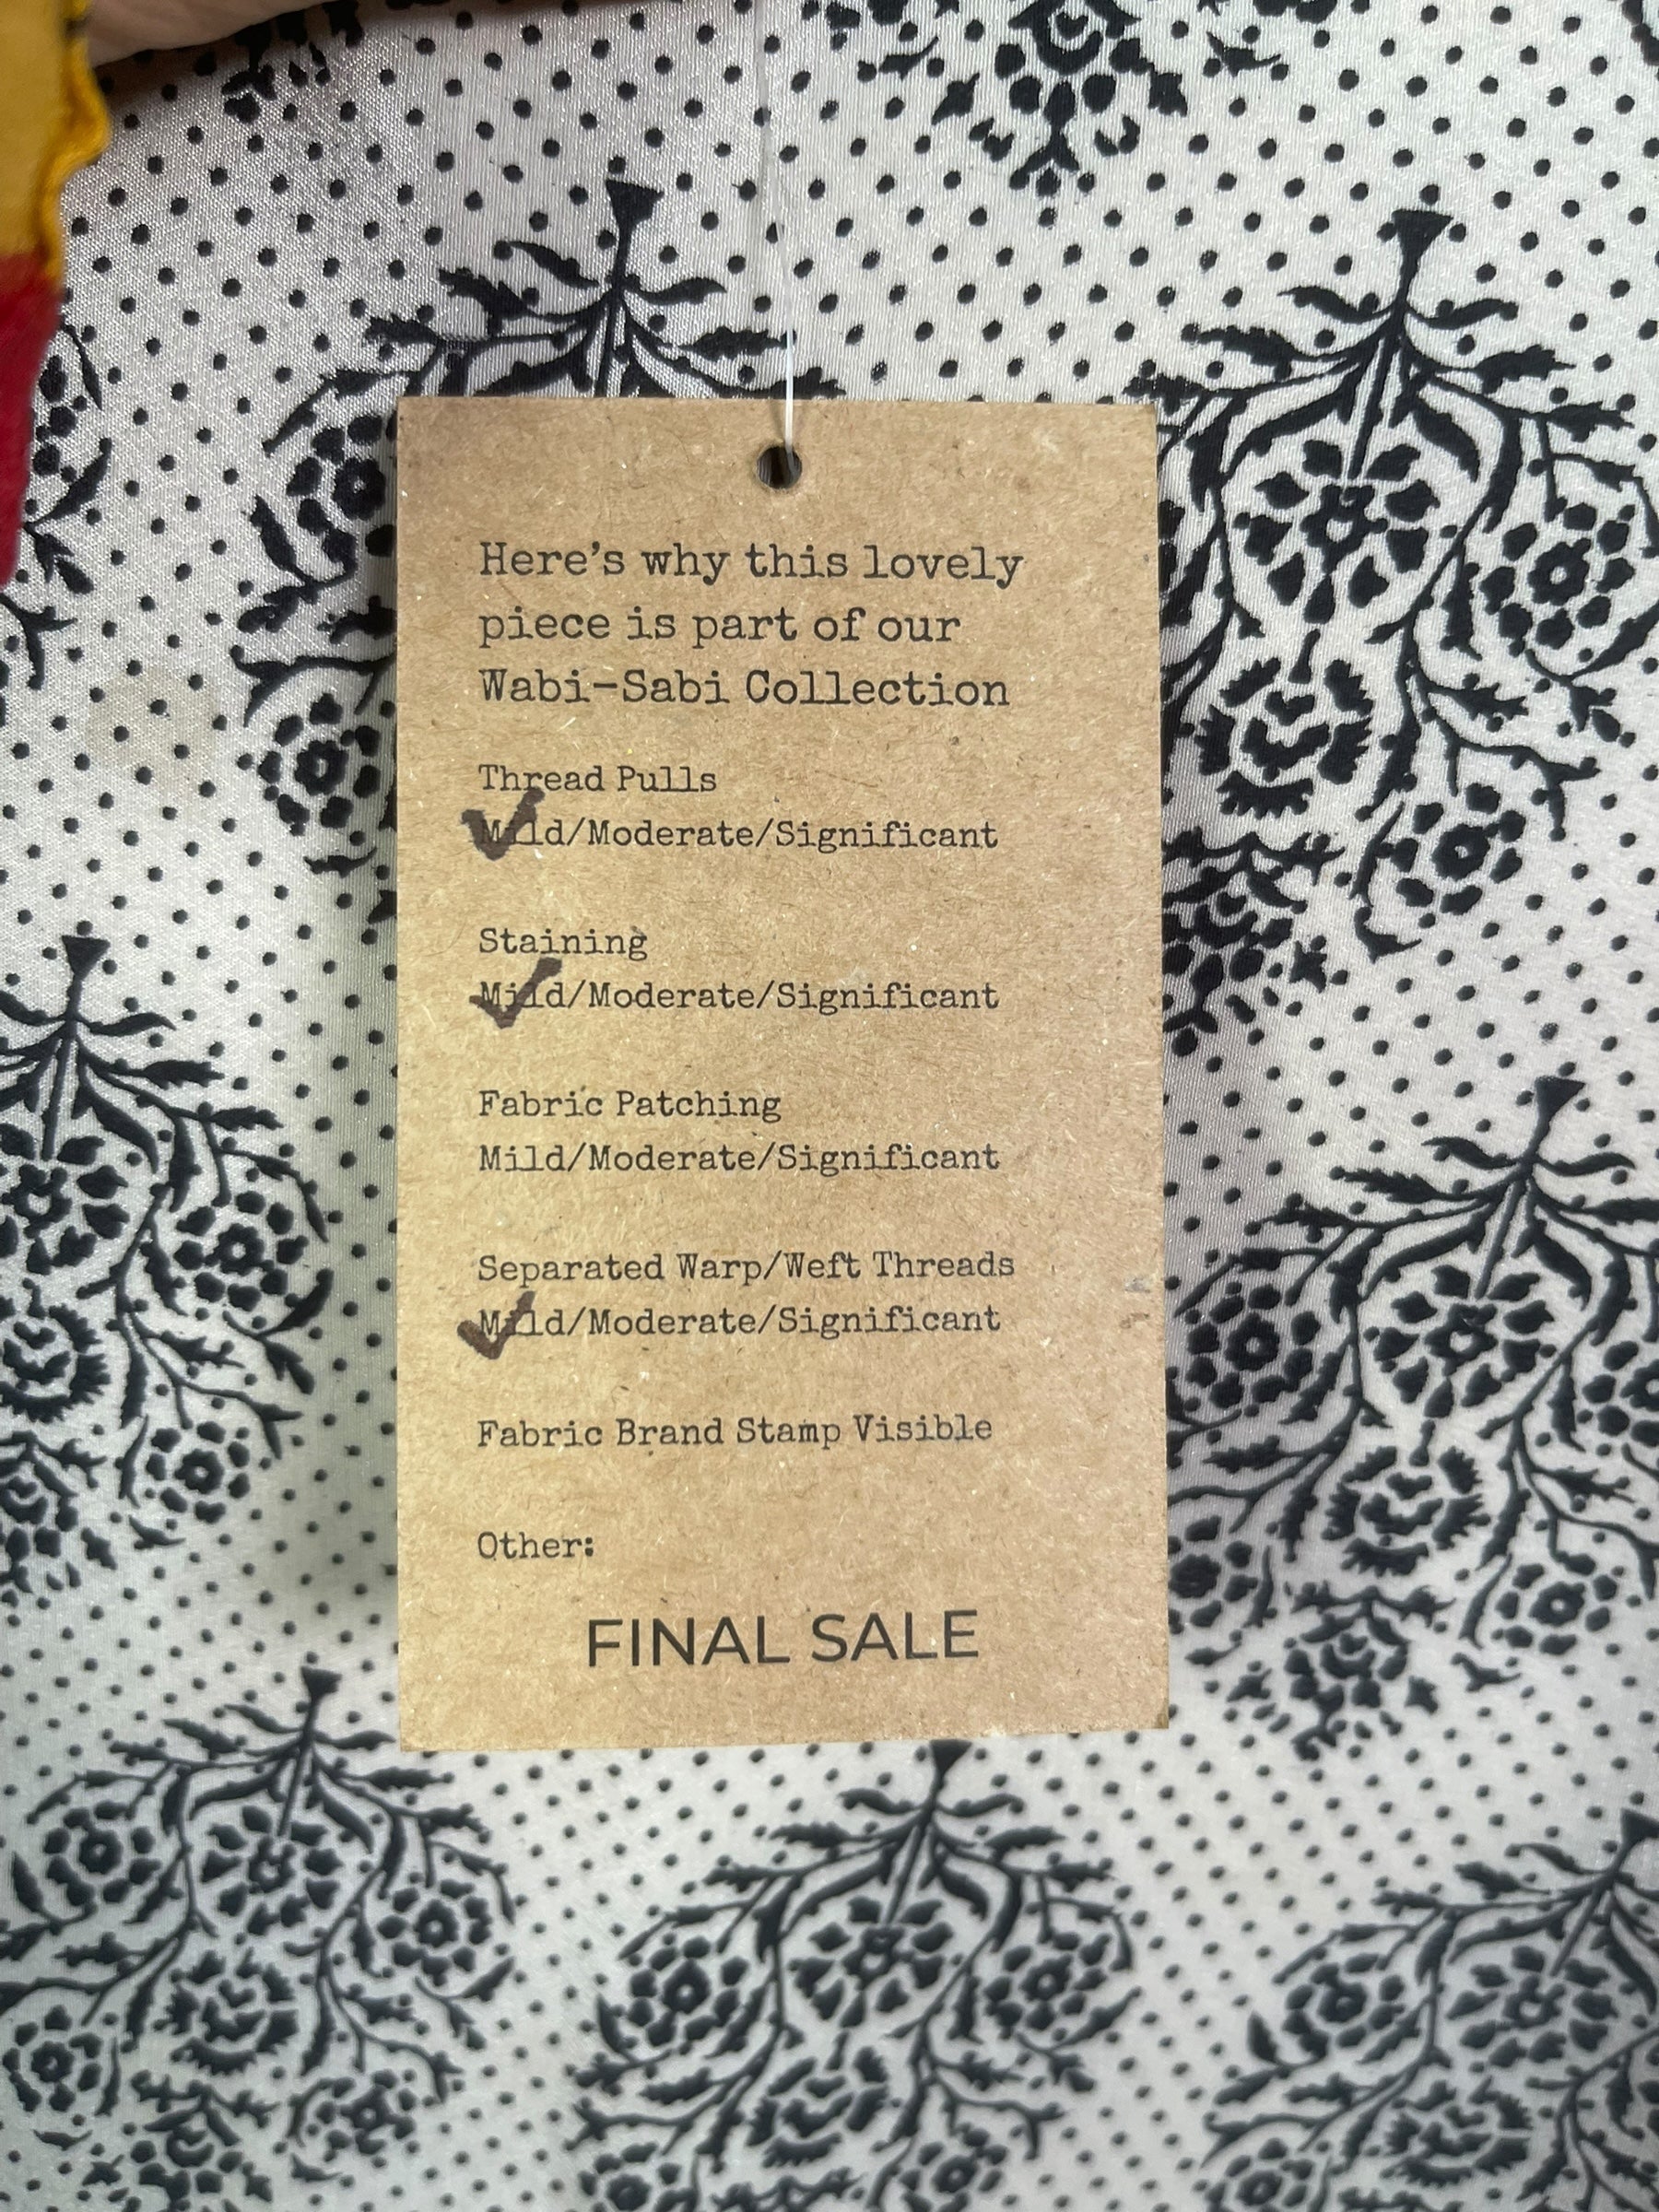 Here's why this lovely
piece is part of our
Wabi-Sabi Collection
Thread Pulls
Mild/Moderate/Significant
Staining
Mild/Moderate/Significant
Fabric Patching
Mild/Moderate/Significant
Separated Warp/Weft Threads
Mild/Moderate/Significant
Fabric Brand Stamp Visible
Other:
FINAL SALE